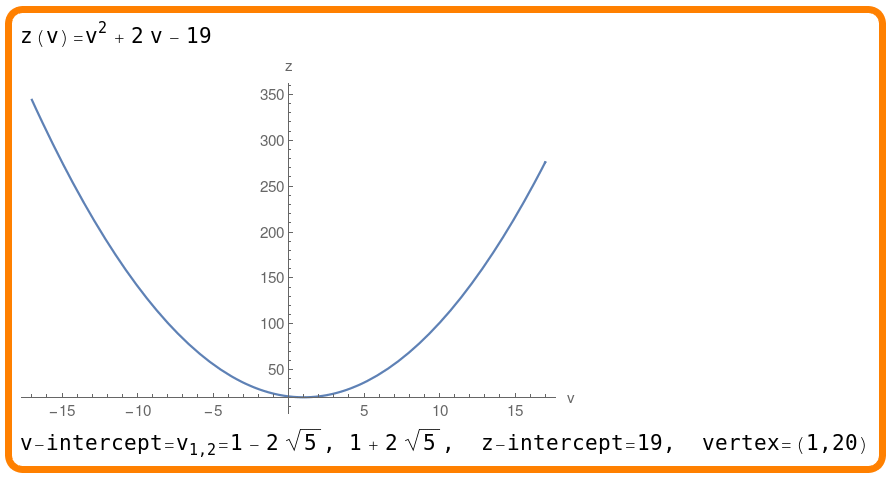 z(v)=v² + 2 v − 19
z
350
300
250
200
150
100
50
−15 −10 −5 5 10 15 v
v−intercept=v₁,₂=1 − 2 √5, 1 + 2 √5, z−intercept=19, vertex=(1,20)